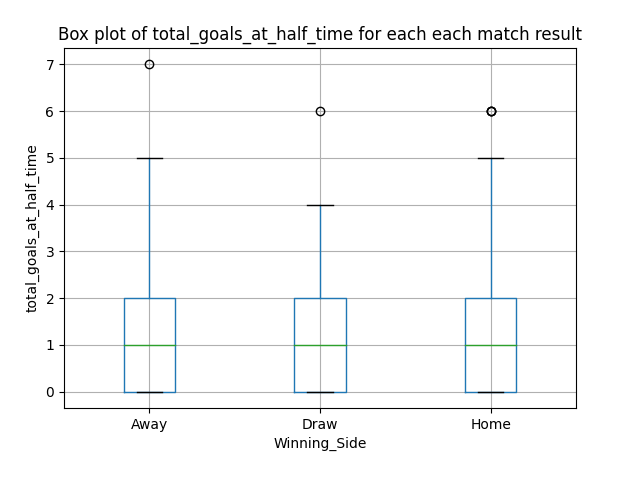 Box plot of total_goals_at_half_time for each each match result
total_goals_at_half_time
7
6
5
4
3
2
1
0
Away Draw Home
Winning_Side